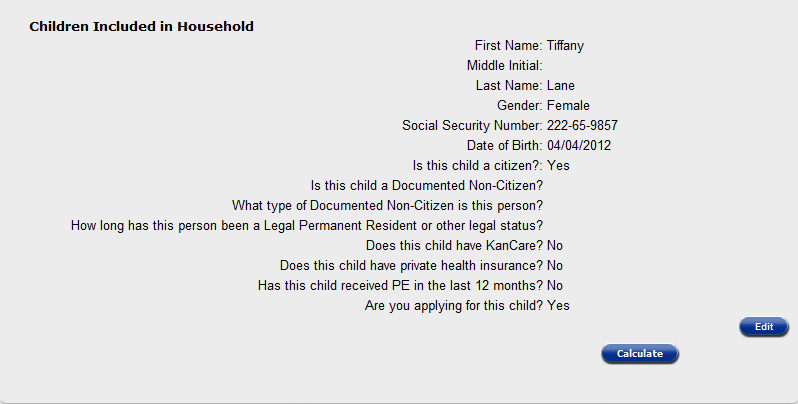 Children Included in Household
First Name: Tiffany
Middle Initial:
Last Name: Lane
Gender: Female
Social Security Number: 222-65-9857
Date of Birth: 04/04/2012
Is this child a citizen?: Yes
Is this child a Documented Non-Citizen?
What type of Documented Non-Citizen is this person?
How long has this person been a Legal Permanent Resident or other legal status?
Does this child have KanCare? No
Does this child have private health insurance? No
Has this child received PE in the last 12 months? No
Are you applying for this child? Yes
Edit
Calculate